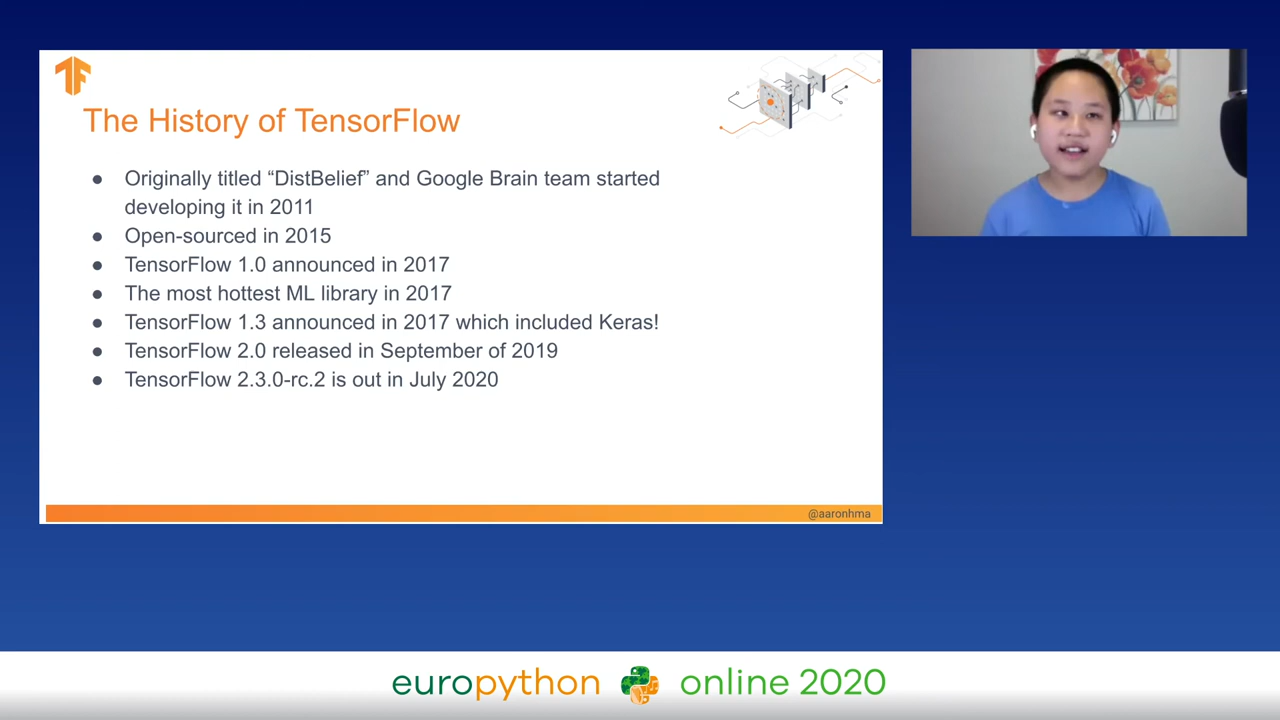 The History of TensorFlow
● Originally titled “DistBelief” and Google Brain team started
developing it in 2011
● Open-sourced in 2015
● TensorFlow 1.0 announced in 2017
● The most hottest ML library in 2017
● TensorFlow 1.3 announced in 2017 which included Keras!
● TensorFlow 2.0 released in September of 2019
● TensorFlow 2.3.0-rc.2 is out in July 2020
@aaronhma
europython online 2020